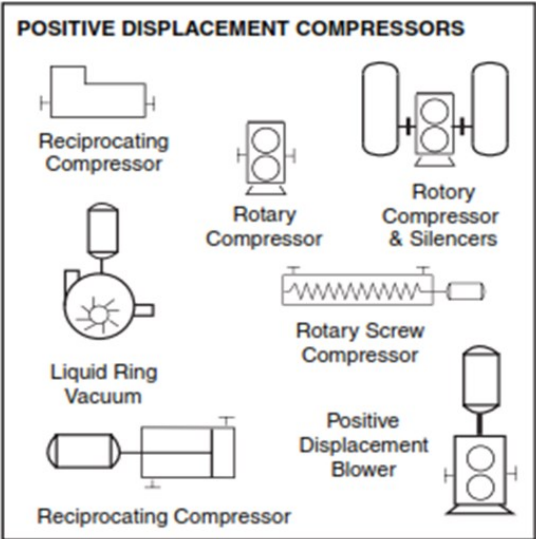 POSITIVE DISPLACEMENT COMPRESSORS
Reciprocating
Compressor
Rotary
Compressor
Rotory
Compressor
& Silencers
Liquid Ring
Vacuum
Rotary Screw
Compressor
Positive
Displacement
Blower
Reciprocating Compressor